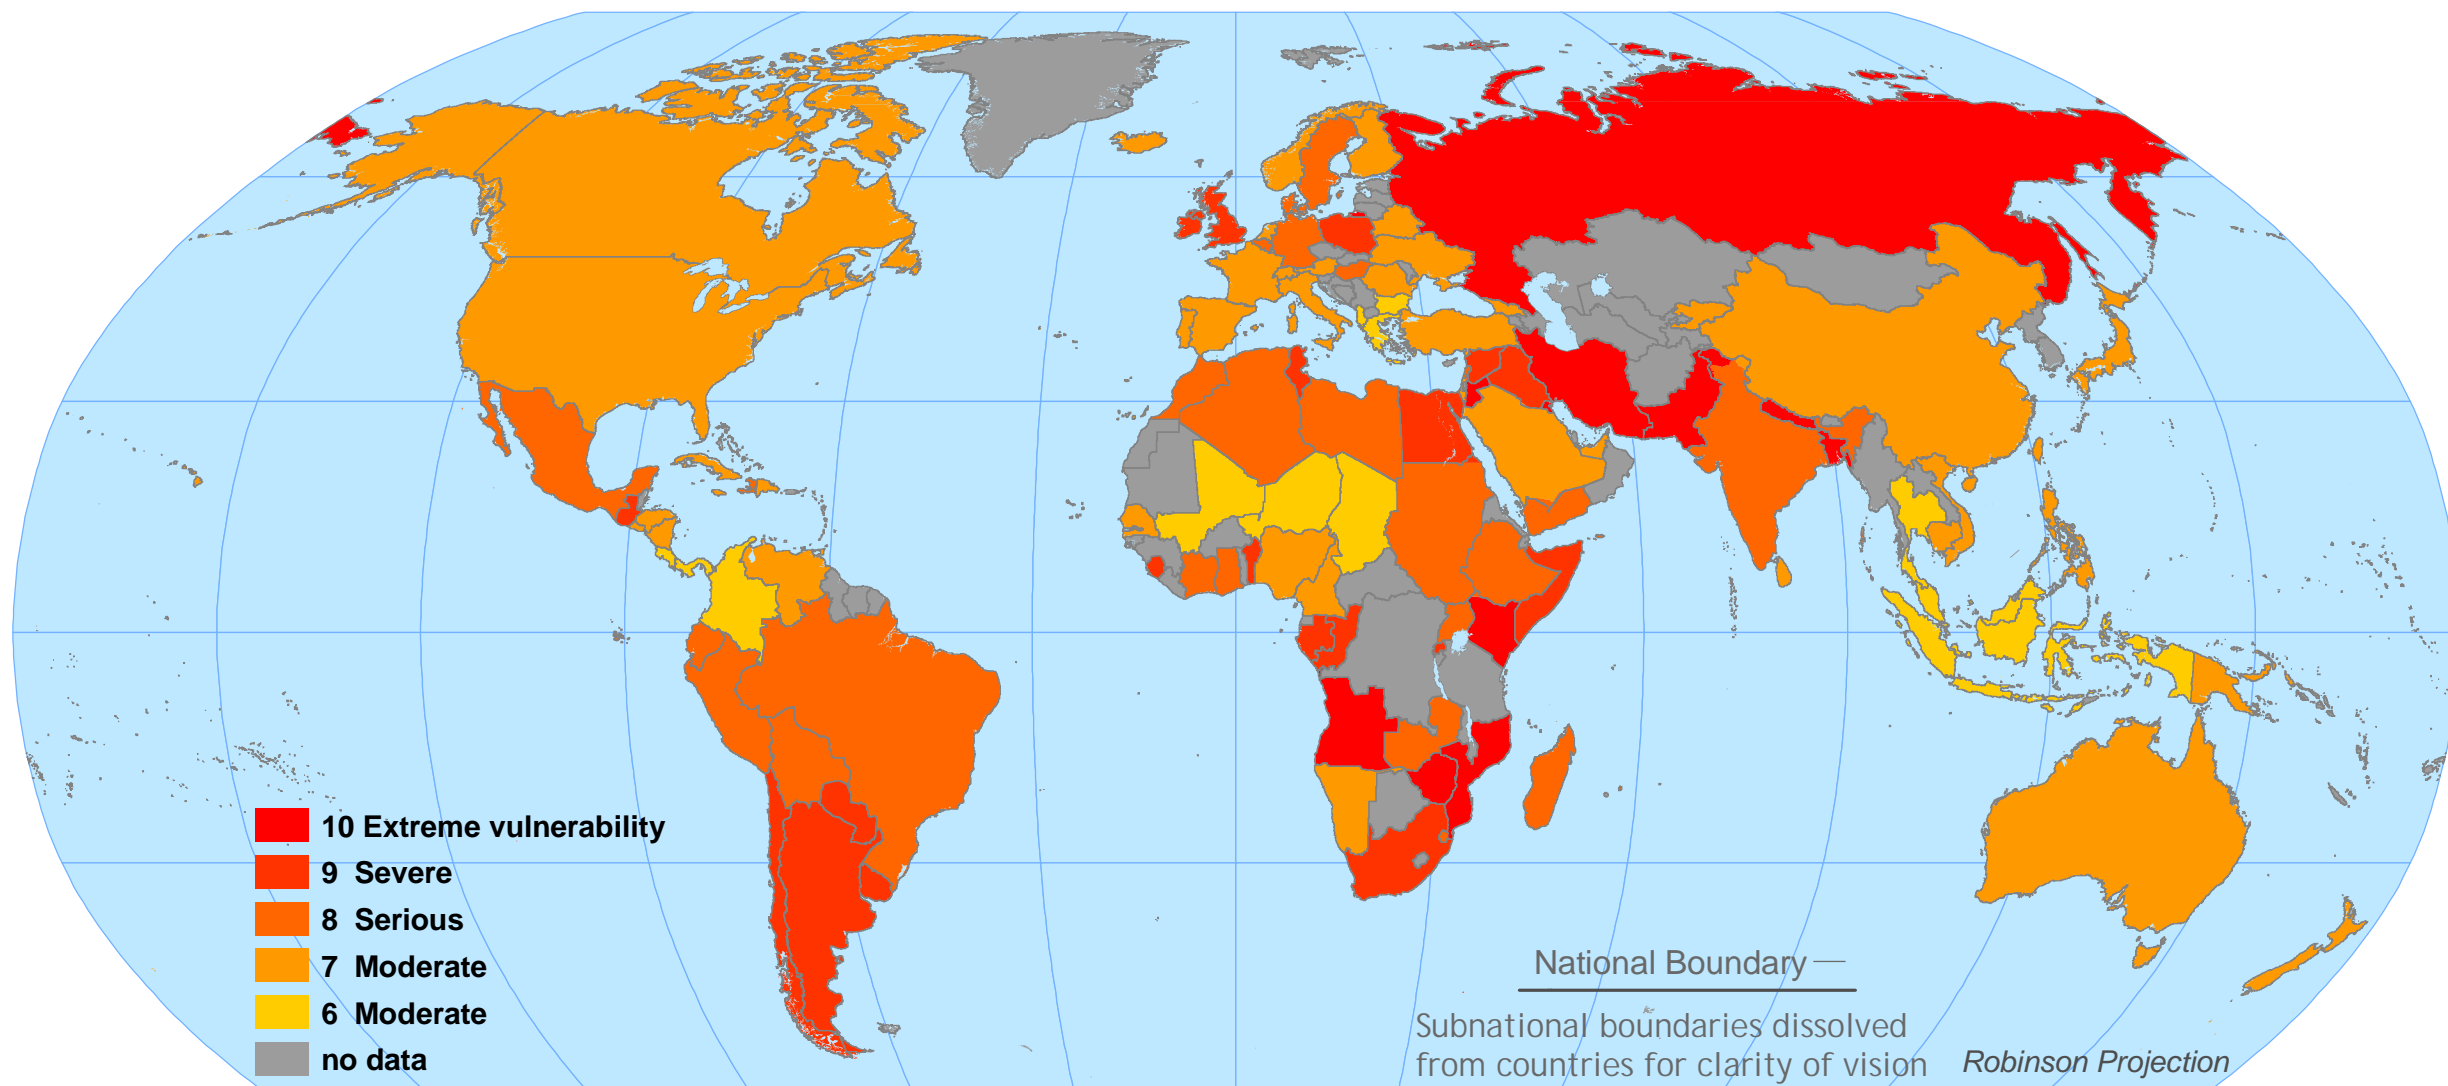 10 Extreme vulnerability
9 Severe
8 Serious
7 Moderate
6 Moderate
no data
National Boundary
Subnational boundaries dissolved
from countries for clarity of vision
Robinson Projection